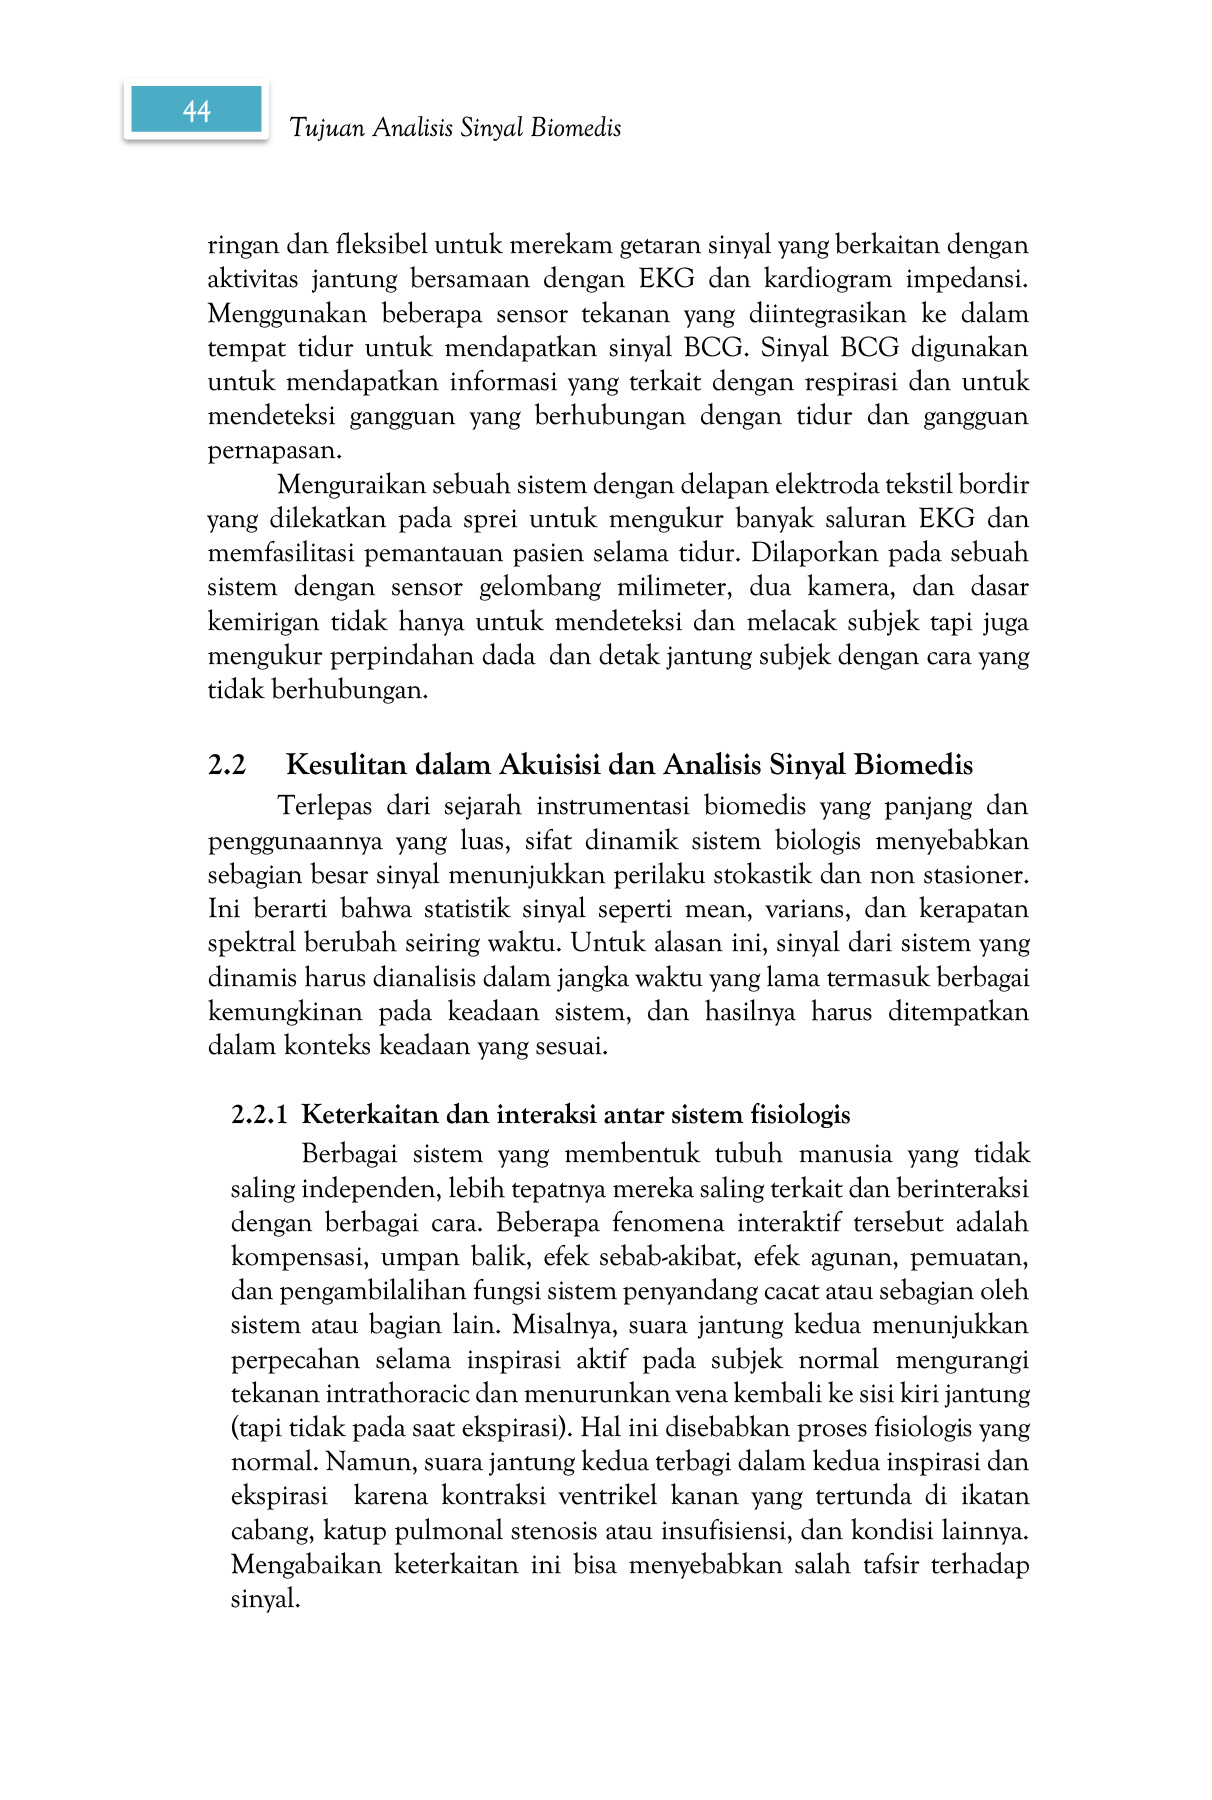 44
Tujuan Analisis Sinyal Biomedis
ringan dan fleksibel untuk merekam getaran sinyal yang berkaitan dengan
aktivitas jantung bersamaan dengan EKG dan kardiogram impedansi.
Menggunakan beberapa sensor tekanan yang diintegrasikan ke dalam
tempat tidur untuk mendapatkan sinyal BCG. Sinyal BCG digunakan
untuk mendapatkan informasi yang terkait dengan respirasi dan untuk
mendeteksi gangguan yang berhubungan dengan tidur dan gangguan
pernapasan.
Menguraikan sebuah sistem dengan delapan elektroda tekstil bordir
yang dilekatkan pada sprei untuk mengukur banyak saluran EKG dan
memfasilitasi pemantauan pasien selama tidur. Dilaporkan pada sebuah
sistem dengan sensor gelombang milimeter, dua kamera, dan dasar
kemirigan tidak hanya untuk mendeteksi dan melacak subjek tapi juga
mengukur perpindahan dada dan detak jantung subjek dengan cara yang
tidak berhubungan.
2.2 Kesulitan dalam Akuisisi dan Analisis Sinyal Biomedis
Terlepas dari sejarah instrumentasi biomedis yang panjang dan
penggunaannya yang luas, sifat dinamik sistem biologis menyebabkan
sebagian besar sinyal menunjukkan perilaku stokastik dan non stasioner.
Ini berarti bahwa statistik sinyal seperti mean, varians, dan kerapatan
spektral berubah seiring waktu. Untuk alasan ini, sinyal dari sistem yang
dinamis harus dianalisis dalam jangka waktu yang lama termasuk berbagai
kemungkinan pada keadaan sistem, dan hasilnya harus ditempatkan
dalam konteks keadaan yang sesuai.
2.2.1 Keterkaitan dan interaksi antar sistem fisiologis
Berbagai sistem yang membentuk tubuh manusia yang tidak
saling independen, lebih tepatnya mereka saling terkait dan berinteraksi
dengan berbagai cara. Beberapa fenomena interaktif tersebut adalah
kompensasi, umpan balik, efek sebab-akibat, efek agunan, pemuatan,
dan pengambilalihan fungsi sistem penyandang cacat atau sebagian oleh
sistem atau bagian lain. Misalnya, suara jantung kedua menunjukkan
perpecahan selama inspirasi aktif pada subjek normal mengurangi
tekanan intrathoracic dan menurunkan vena kembali ke sisi kiri jantung
(tapi tidak pada saat ekspirasi). Hal ini disebabkan proses fisiologis yang
normal. Namun, suara jantung kedua terbagi dalam kedua inspirasi dan
ekspirasi karena kontraksi ventrikel kanan yang tertunda di ikatan
cabang, katup pulmonal stenosis atau insufisiensi, dan kondisi lainnya.
Mengabaikan keterkaitan ini bisa menyebabkan salah tafsir terhadap
sinyal.